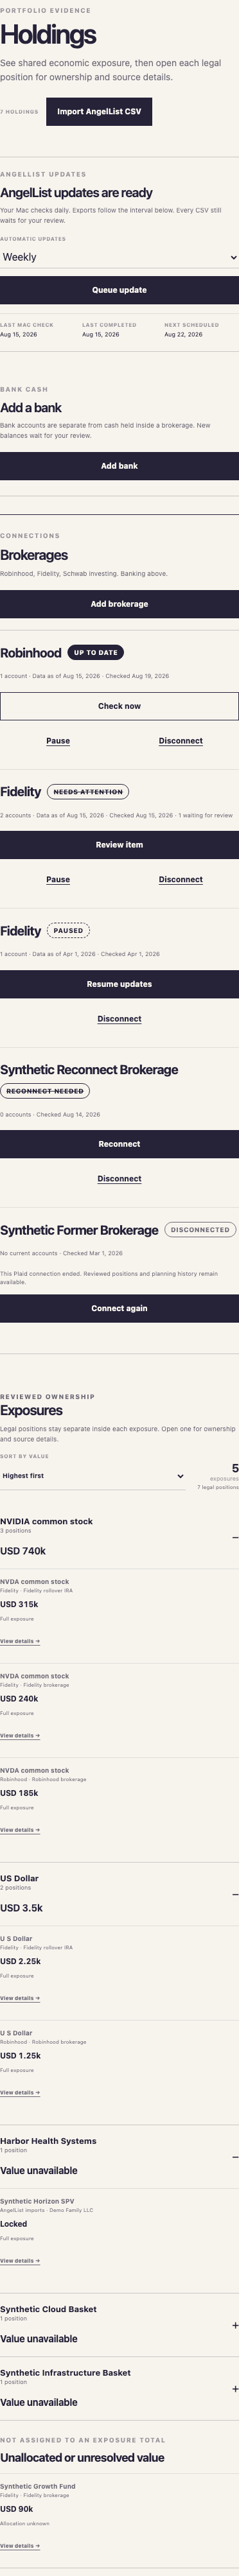 PORTFOLIO EVIDENCE
Holdings
See shared economic exposure, then open each legal
position for ownership and source details.
7 HOLDINGS
Import AngelList CSV
ANGELLIST UPDATES
AngelList updates are ready
Your Mac checks daily. Exports follow the interval below. Every CSV still
waits for your review.
AUTOMATIC UPDATES
Weekly
Queue update
LAST MAC CHECK
LAST COMPLETED
NEXT SCHEDULED
Aug 15, 2026
Aug 15, 2026
Aug 22, 2026
BANK CASH
Add a bank
Bank accounts are separate from cash held inside a brokerage. New
balances wait for review.
Add bank
CONNECTIONS
Brokerages
Robinhood, Fidelity, Schwab Investing. Banking above.
Add brokerage
Robinhood UP TO DATE
1 account · Data as of Aug 15, 2026 · Checked Aug 19, 2026
Check now
Pause
Disconnect
Fidelity NEEDS ATTENTION
2 accounts · Data as of Aug 15, 2026 · Checked Aug 15, 2026 · 1 waiting for review
Review item
Pause
Disconnect
Fidelity PAUSED
1 account · Data as of Apr 1, 2026 · Checked Apr 1, 2026
Resume updates
Disconnect
Synthetic Reconnect Brokerage
RECONNECT NEEDED
0 accounts · Checked Aug 14, 2026
Reconnect
Disconnect
Synthetic Former Brokerage DISCONNECTED
No current accounts · Checked Mar 1, 2026
This Plaid connection ended. Reviewed positions and planning history remain
available.
Connect again
REVIEWED OWNERSHIP
Exposures
Legal positions stay separate inside each exposure. Open one for ownership
and source details.
SORT BY VALUE
Highest first
5
exposures
7 legal positions
NVIDIA common stock
3 positions
USD 740k
NVDA common stock
Fidelity · Fidelity rollover IRA
USD 315k
Full exposure
View details →
NVDA common stock
Fidelity · Fidelity brokerage
USD 240k
Full exposure
View details →
NVDA common stock
Robinhood · Robinhood brokerage
USD 185k
Full exposure
View details →
US Dollar
2 positions
USD 3.5k
U S Dollar
Fidelity · Fidelity rollover IRA
USD 2.25k
Full exposure
View details →
U S Dollar
Robinhood · Robinhood brokerage
USD 1.25k
Full exposure
View details →
Harbor Health Systems
1 position
Value unavailable
Synthetic Horizon SPV
AngelList imports · Demo Family LLC
Locked
Full exposure
View details →
Synthetic Cloud Basket
1 position
Value unavailable
Synthetic Infrastructure Basket
1 position
Value unavailable
NOT ASSIGNED TO AN EXPOSURE TOTAL
Unallocated or unresolved value
Synthetic Growth Fund
Fidelity · Fidelity brokerage
USD 90k
Allocation unknown
View details →